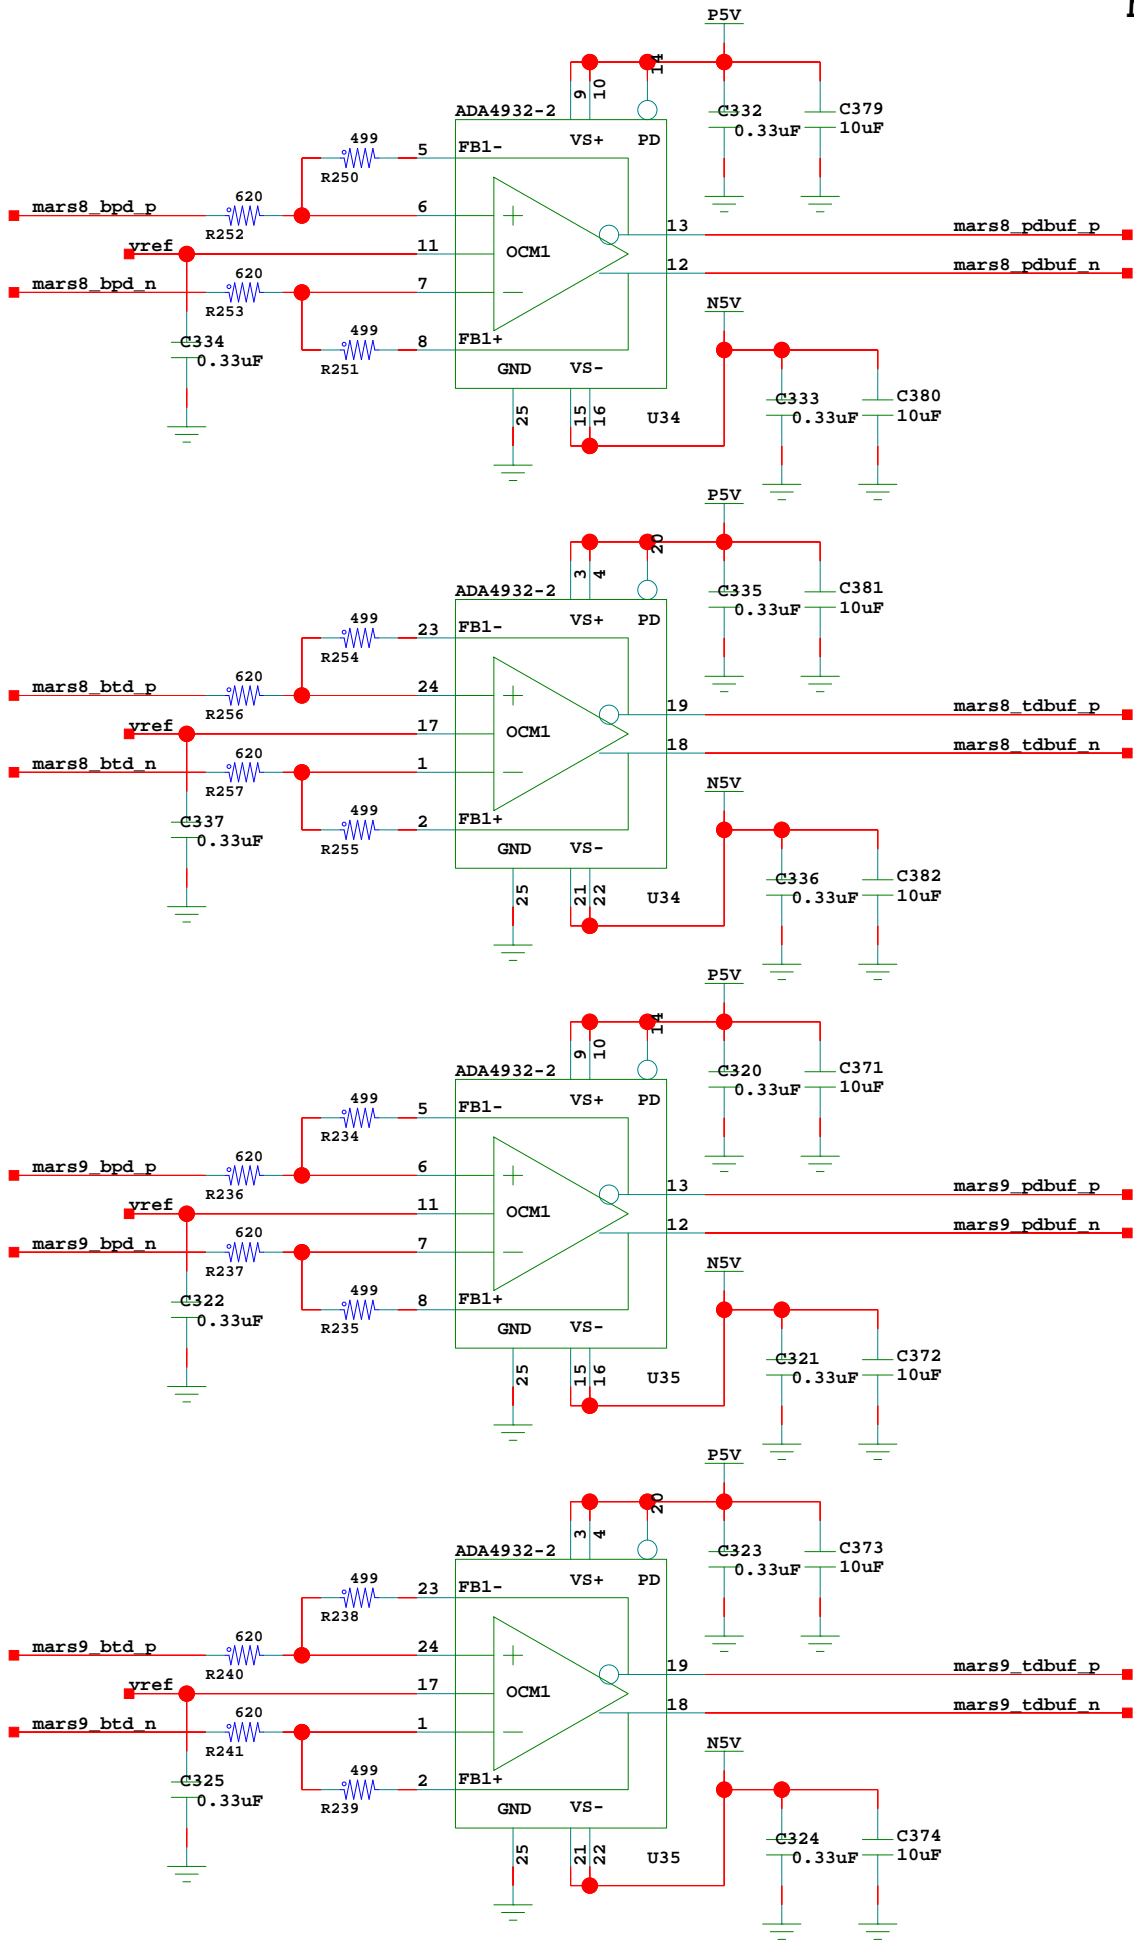 P5V
14
9
10
ADA4932-2
C332
0.33uF
C379
10uF
499
R250
5
FB1-
VS+
PD
mars8_bpd_p
620
R252
6
vref
11
OCM1
13
mars8_pdbuf_p
mars8_bpd_n
620
R253
7
12
mars8_pdbuf_n
N5V
C334
0.33uF
499
R251
8
FB1+
GND
VS-
25
15
16
U34
C333
0.33uF
C380
10uF
P5V
20
3
4
ADA4932-2
C335
0.33uF
C381
10uF
499
R254
23
FB1-
VS+
PD
mars8_btd_p
620
R256
24
vref
17
OCM1
19
mars8_tdbuf_p
mars8_btd_n
620
R257
1
18
mars8_tdbuf_n
N5V
C337
0.33uF
499
R255
2
FB1+
GND
VS-
25
21
22
U34
C336
0.33uF
C382
10uF
P5V
14
9
10
ADA4932-2
C320
0.33uF
C371
10uF
499
R234
5
FB1-
VS+
PD
mars9_bpd_p
620
R236
6
vref
11
OCM1
13
mars9_pdbuf_p
mars9_bpd_n
620
R237
7
12
mars9_pdbuf_n
N5V
C322
0.33uF
499
R235
8
FB1+
GND
VS-
25
15
16
U35
C321
0.33uF
C372
10uF
P5V
20
3
4
ADA4932-2
C323
0.33uF
C373
10uF
499
R238
23
FB1-
VS+
PD
mars9_btd_p
620
R240
24
vref
17
OCM1
19
mars9_tdbuf_p
mars9_btd_n
620
R241
1
18
mars9_tdbuf_n
N5V
C325
0.33uF
499
R239
2
FB1+
GND
VS-
25
21
22
U35
C324
0.33uF
C374
10uF